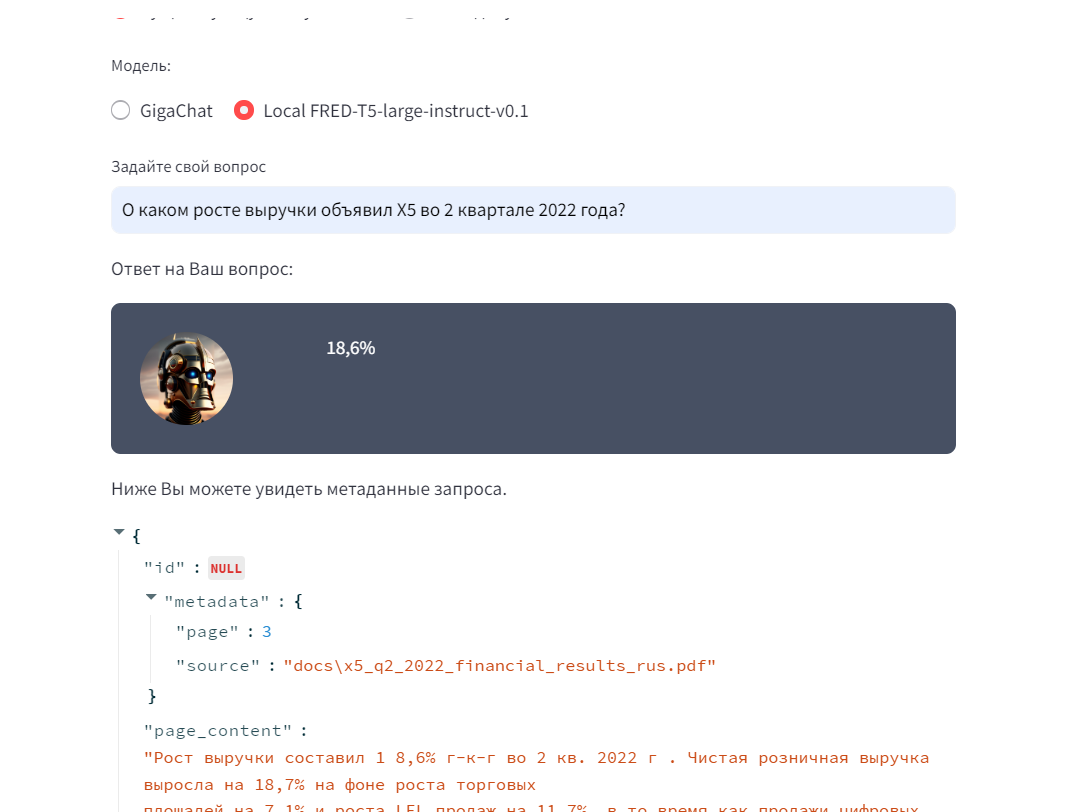 Модель:
GigaChat Local FRED-T5-large-instruct-v0.1
Задайте свой вопрос
О каком росте выручки объявил X5 во 2 квартале 2022 года?
Ответ на Ваш вопрос:
18,6%
Ниже Вы можете увидеть метаданные запроса.
{
"id" : NULL
"metadata" : {
"page" : 3
"source" : "docs\x5_q2_2022_financial_results_rus.pdf"
}
"page_content" :
"Рост выручки составил 1 8,6% г-к-г во 2 кв. 2022 г . Чистая розничная выручка
выросла на 18,7% на фоне роста торговых
площадей на 7,1% и роста LFL продаж на 11,7%, в то время как продажи цифровых